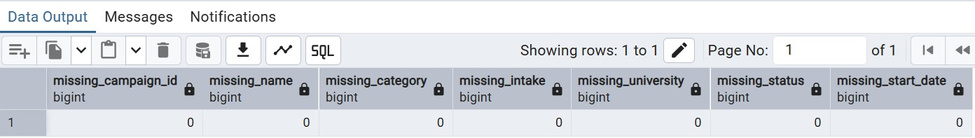 Data Output Messages Notifications
SQL Showing rows: 1 to 1 Page No: 1 of 1
missing_campaign_id missing_name missing_category missing_intake missing_university missing_status missing_start_date
bigint bigint bigint bigint bigint bigint bigint
1 0 0 0 0 0 0 0